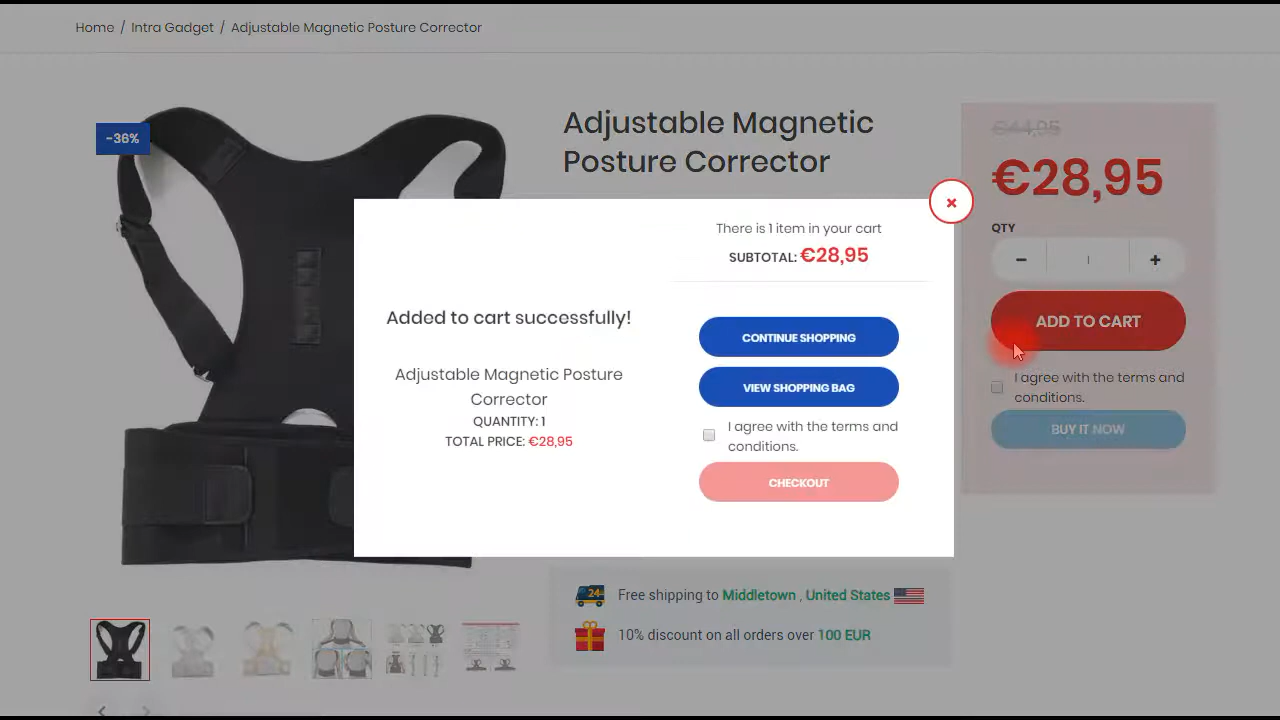 Home / Intra Gadget / Adjustable Magnetic Posture Corrector
-36%
Adjustable Magnetic
Posture Corrector
€44,95
€28,95
QTY
− 1 +
ADD TO CART
I agree with the terms and
conditions.
BUY IT NOW
Added to cart successfully!
Adjustable Magnetic Posture
Corrector
QUANTITY: 1
TOTAL PRICE: €28,95
×
There is 1 item in your cart
SUBTOTAL: €28,95
CONTINUE SHOPPING
VIEW SHOPPING BAG
I agree with the terms and
conditions.
CHECKOUT
24
Free shipping to Middletown , United States
10% discount on all orders over 100 EUR